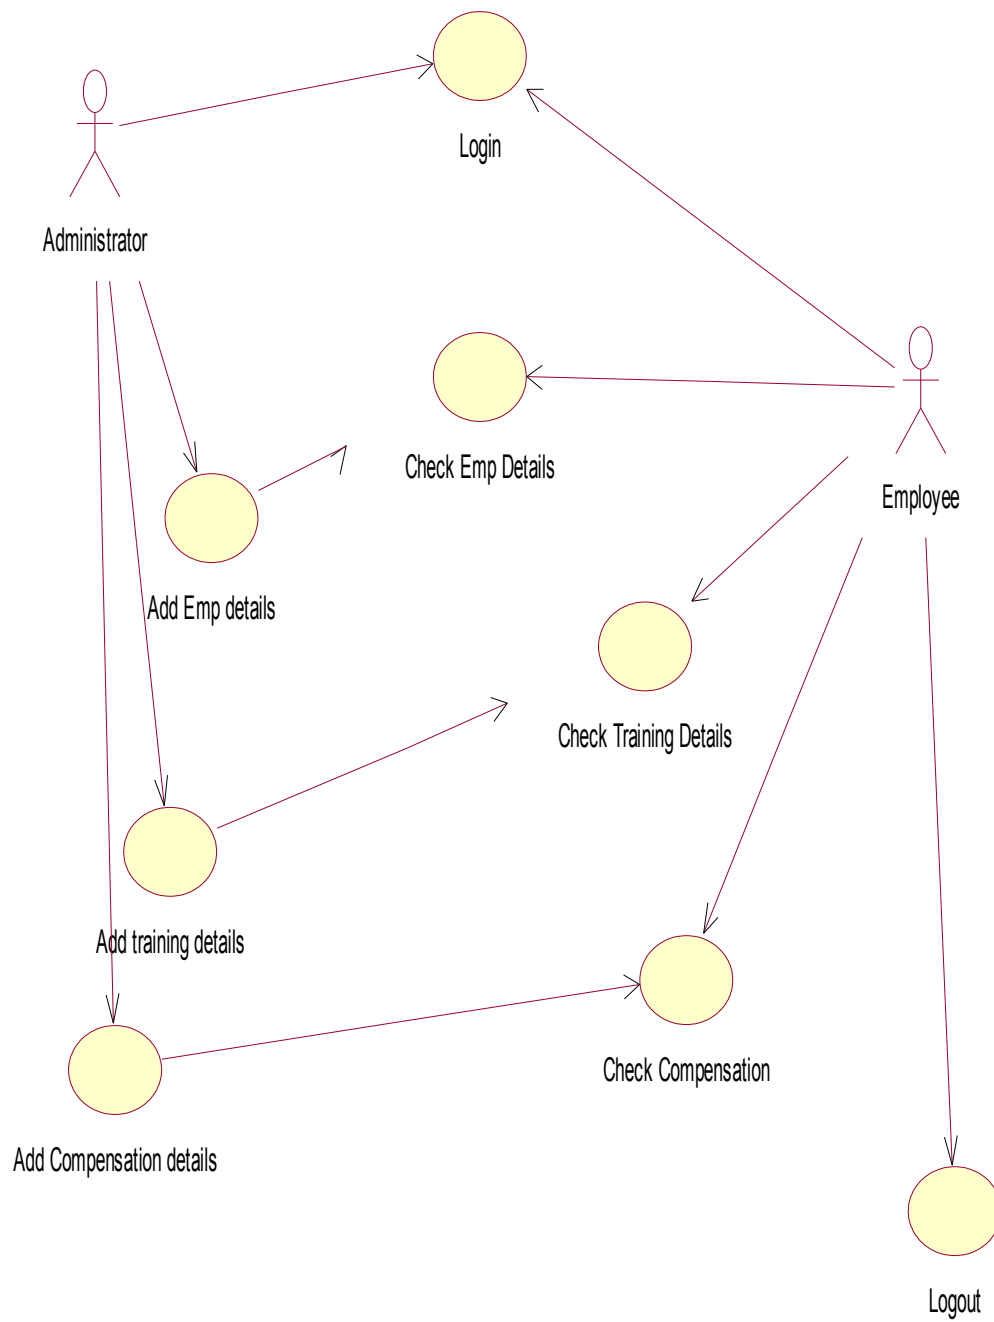 Login
Administrator
Check Emp Details
Employee
Add Emp details
Check Training Details
Add training details
Check Compensation
Add Compensation details
Logout